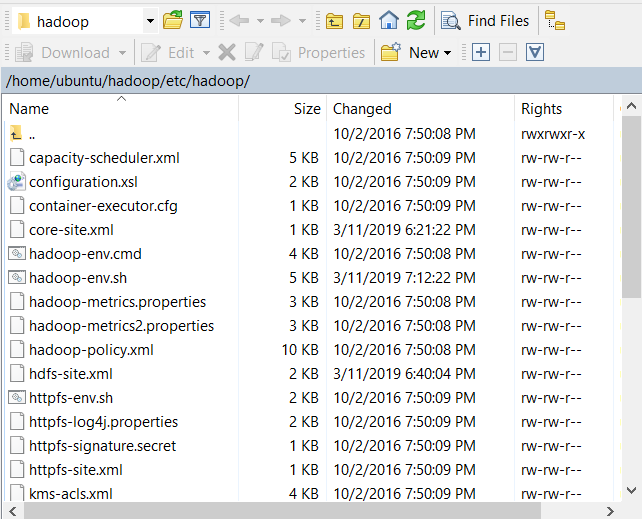 hadoop Find Files
Download Edit Properties New
/home/ubuntu/hadoop/etc/hadoop/
Name Size Changed Rights
.. 10/2/2016 7:50:08 PM rwxrwxr-x
capacity-scheduler.xml 5 KB 10/2/2016 7:50:09 PM rw-rw-r--
configuration.xsl 2 KB 10/2/2016 7:50:09 PM rw-rw-r--
container-executor.cfg 1 KB 10/2/2016 7:50:09 PM rw-rw-r--
core-site.xml 1 KB 3/11/2019 6:21:22 PM rw-rw-r--
hadoop-env.cmd 4 KB 10/2/2016 7:50:08 PM rw-rw-r--
hadoop-env.sh 5 KB 3/11/2019 7:12:22 PM rw-rw-r--
hadoop-metrics.properties 3 KB 10/2/2016 7:50:08 PM rw-rw-r--
hadoop-metrics2.properties 3 KB 10/2/2016 7:50:08 PM rw-rw-r--
hadoop-policy.xml 10 KB 10/2/2016 7:50:08 PM rw-rw-r--
hdfs-site.xml 2 KB 3/11/2019 6:40:04 PM rw-rw-r--
httpfs-env.sh 2 KB 10/2/2016 7:50:09 PM rw-rw-r--
httpfs-log4j.properties 2 KB 10/2/2016 7:50:09 PM rw-rw-r--
httpfs-signature.secret 1 KB 10/2/2016 7:50:09 PM rw-rw-r--
httpfs-site.xml 1 KB 10/2/2016 7:50:09 PM rw-rw-r--
kms-acls.xml 4 KB 10/2/2016 7:50:09 PM rw-rw-r--